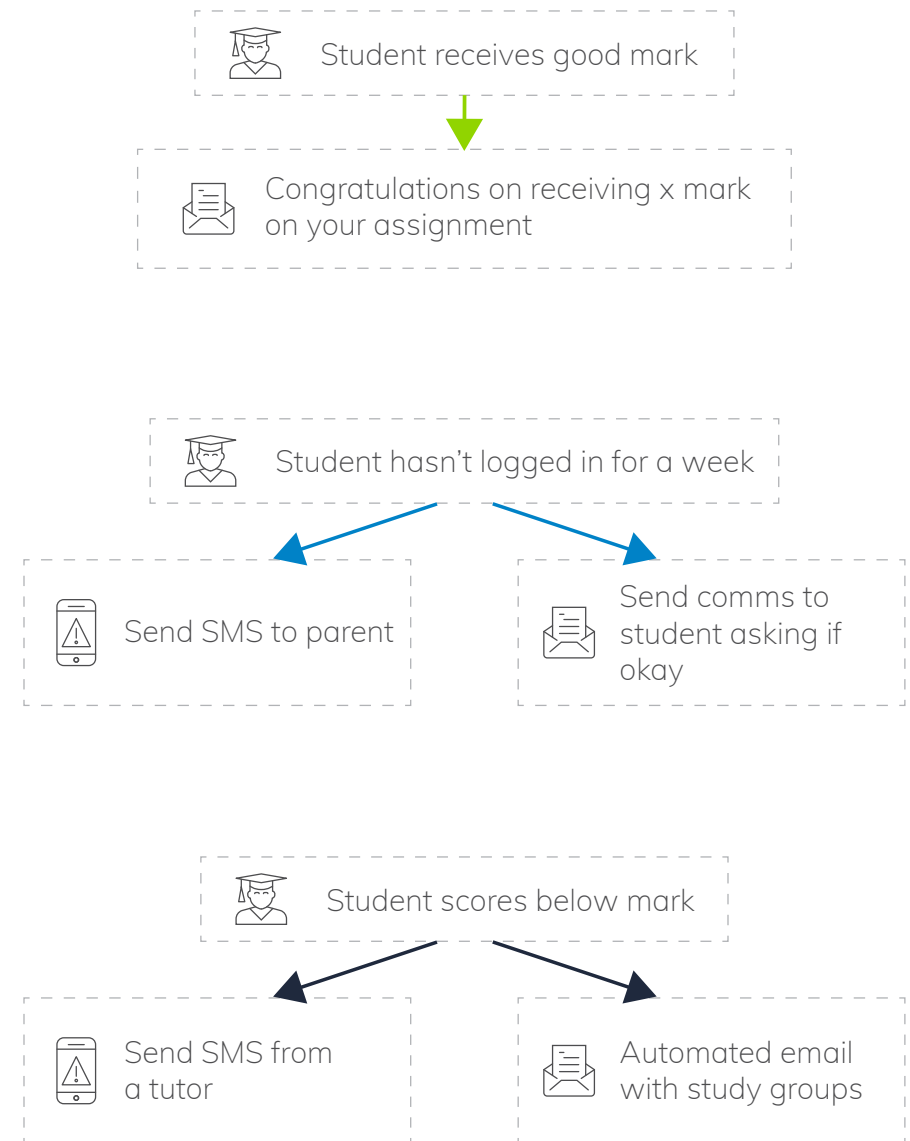 Student receives good mark
Congratulations on receiving x mark
on your assignment
Student hasn’t logged in for a week
Send SMS to parent
Send comms to
student asking if
okay
Student scores below mark
Send SMS from
a tutor
Automated email
with study groups